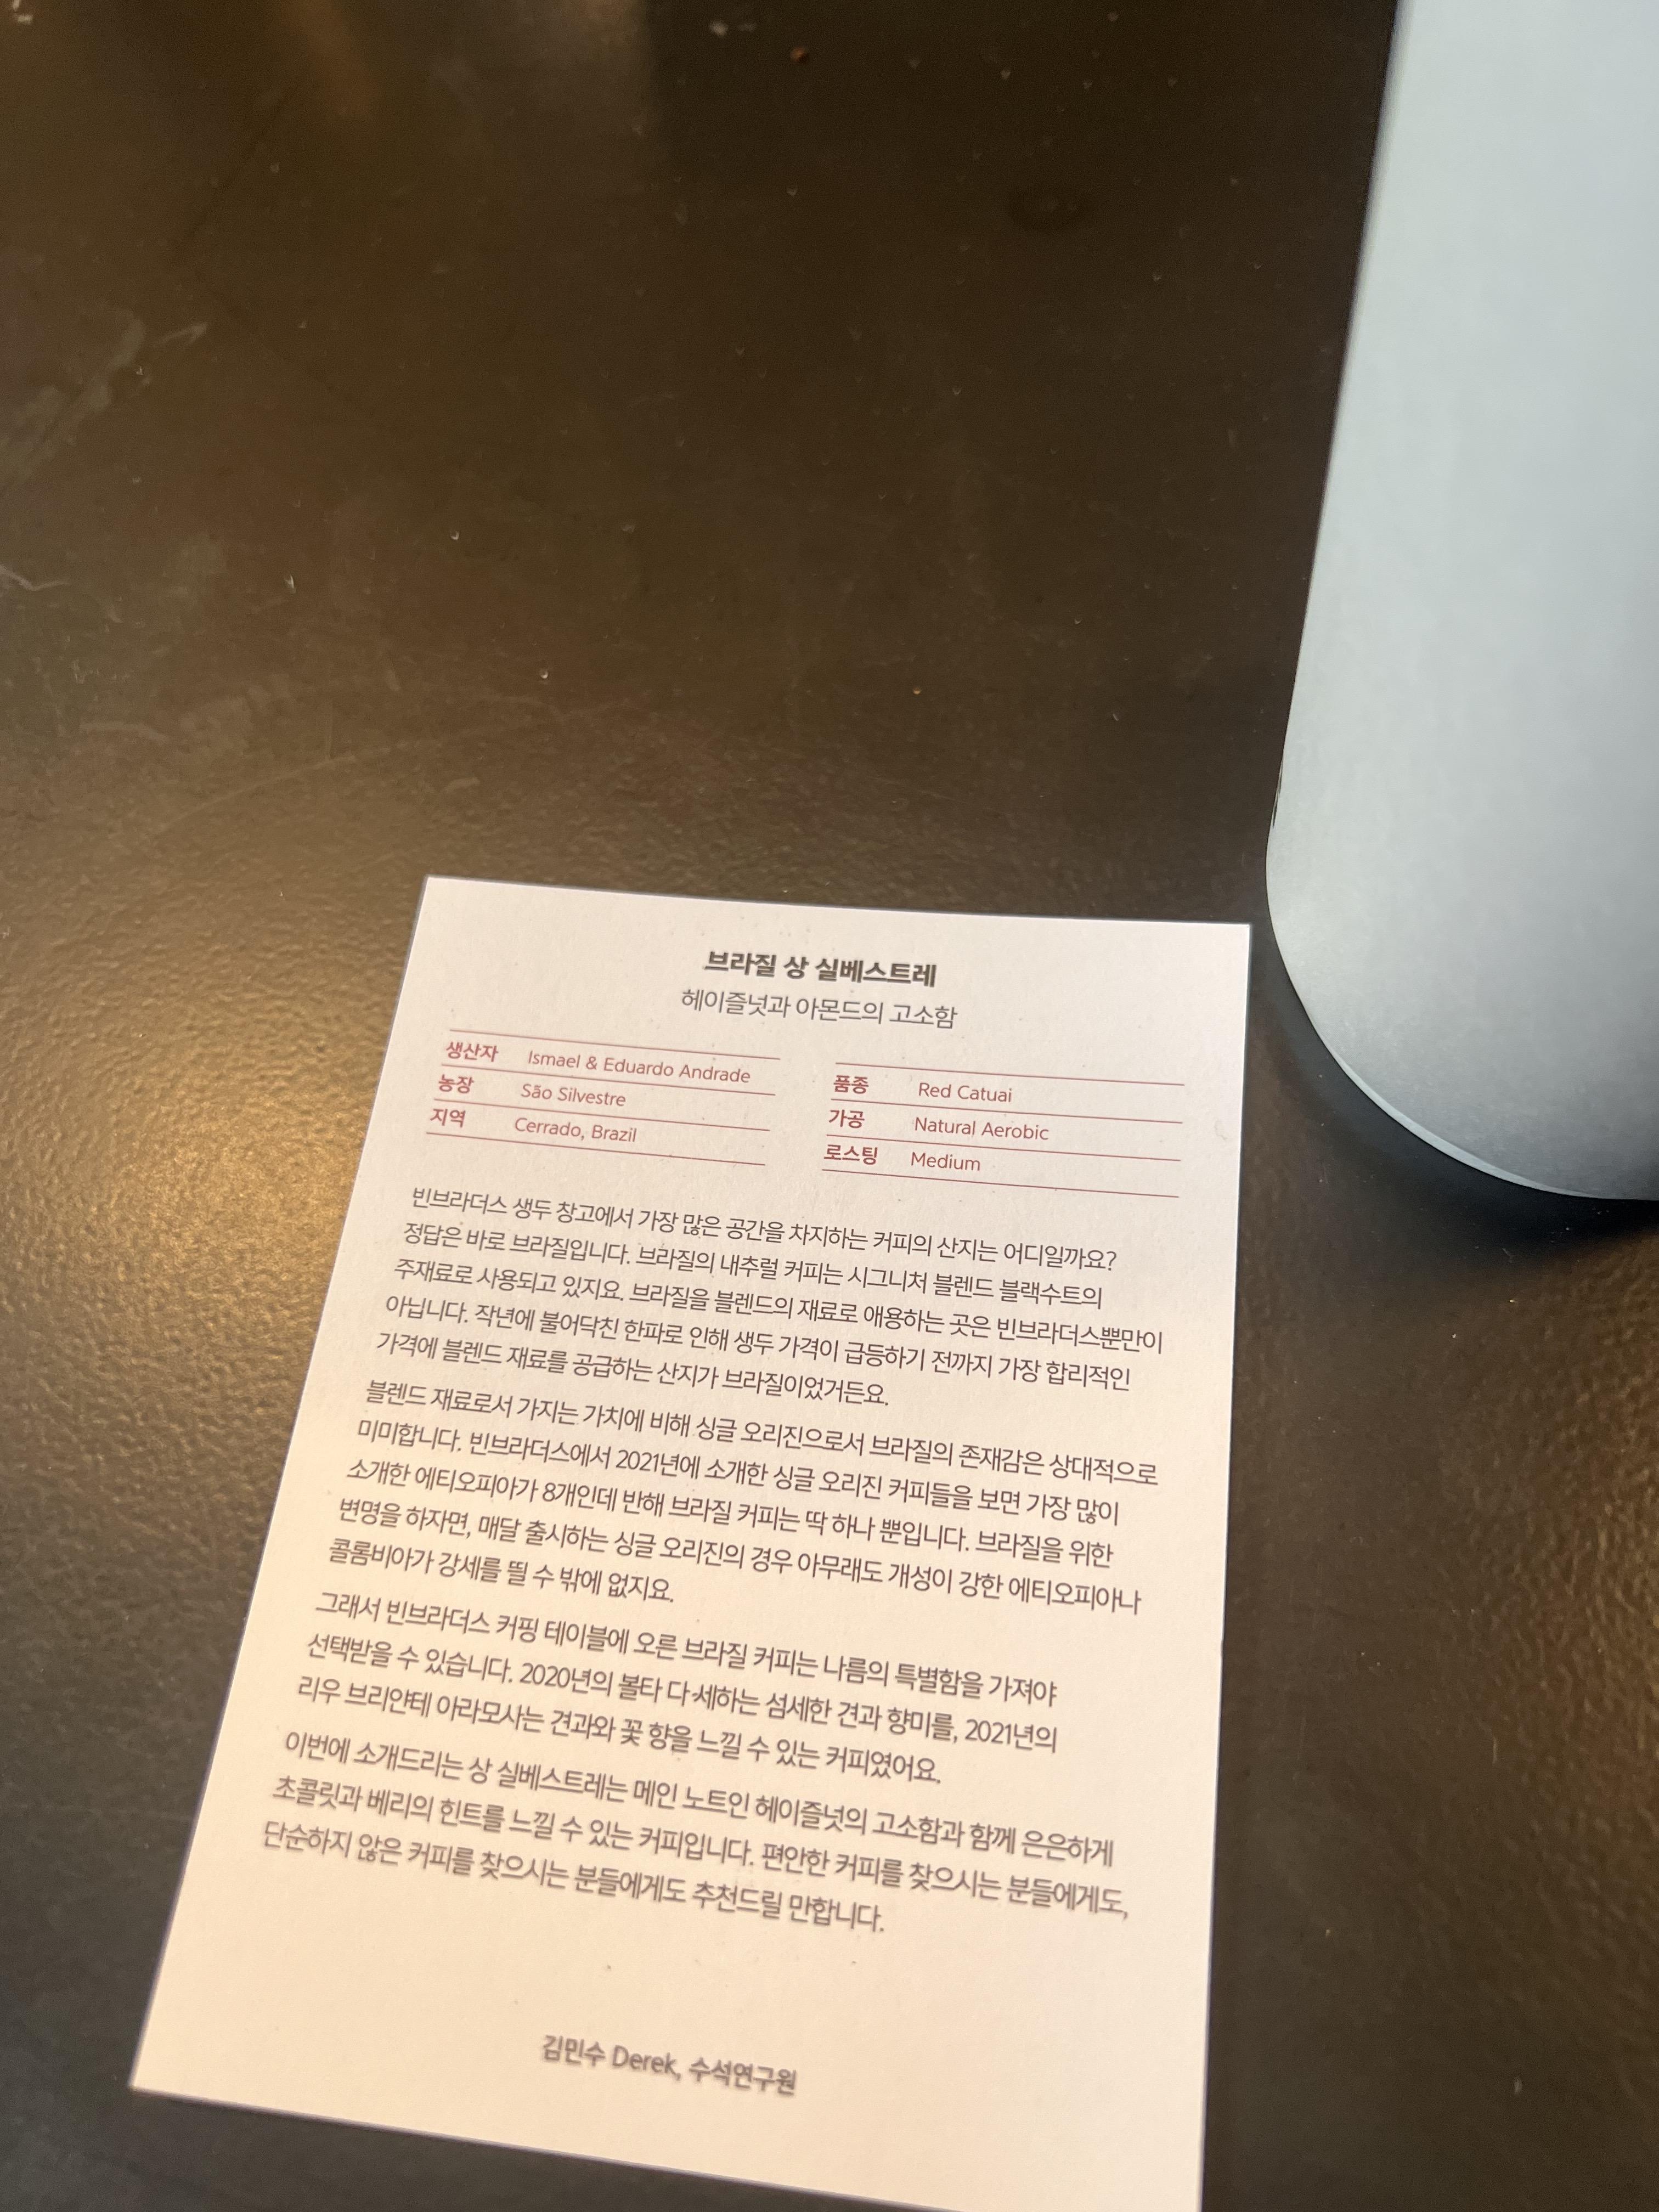 브라질 상 실베스트레
헤이즐넛과 아몬드의 고소함
생산자 Ismael & Eduardo Andrade
농장 São Silvestre
지역 Cerrado, Brazil
품종 Red Catuai
가공 Natural Aerobic
로스팅 Medium
빈브라더스 생두 창고에서 가장 많은 공간을 차지하는 커피의 산지는 어디일까요?
정답은 바로 브라질입니다. 브라질의 내추럴 커피는 시그니처 블렌드 블랙수트의
주재료로 사용되고 있지요. 브라질을 블렌드의 재료로 애용하는 곳은 빈브라더스뿐만이
아닙니다. 작년에 불어닥친 한파로 인해 생두 가격이 급등하기 전까지 가장 합리적인
가격에 블렌드 재료를 공급하는 산지가 브라질이었거든요.
블렌드 재료로서 가지는 가치에 비해 싱글 오리진으로서 브라질의 존재감은 상대적으로
미미합니다. 빈브라더스에서 2021년에 소개한 싱글 오리진 커피들을 보면 가장 많이
소개한 에티오피아가 8개인데 반해 브라질 커피는 딱 하나 뿐입니다. 브라질을 위한
변명을 하자면, 매달 출시하는 싱글 오리진의 경우 아무래도 개성이 강한 에티오피아나
콜롬비아가 강세를 띌 수 밖에 없지요.
그래서 빈브라더스 커핑 테이블에 오른 브라질 커피는 나름의 특별함을 가져야
선택받을 수 있습니다. 2020년의 볼타 다 세하는 섬세한 견과 향미를, 2021년의
리우 브리얀테 아라모사는 견과와 꽃 향을 느낄 수 있는 커피였어요.
이번에 소개드리는 상 실베스트레는 메인 노트인 헤이즐넛의 고소함과 함께 은은하게
초콜릿과 베리의 힌트를 느낄 수 있는 커피입니다. 편안한 커피를 찾으시는 분들에게도,
단순하지 않은 커피를 찾으시는 분들에게도 추천드릴 만합니다.
김민수 Derek, 수석연구원